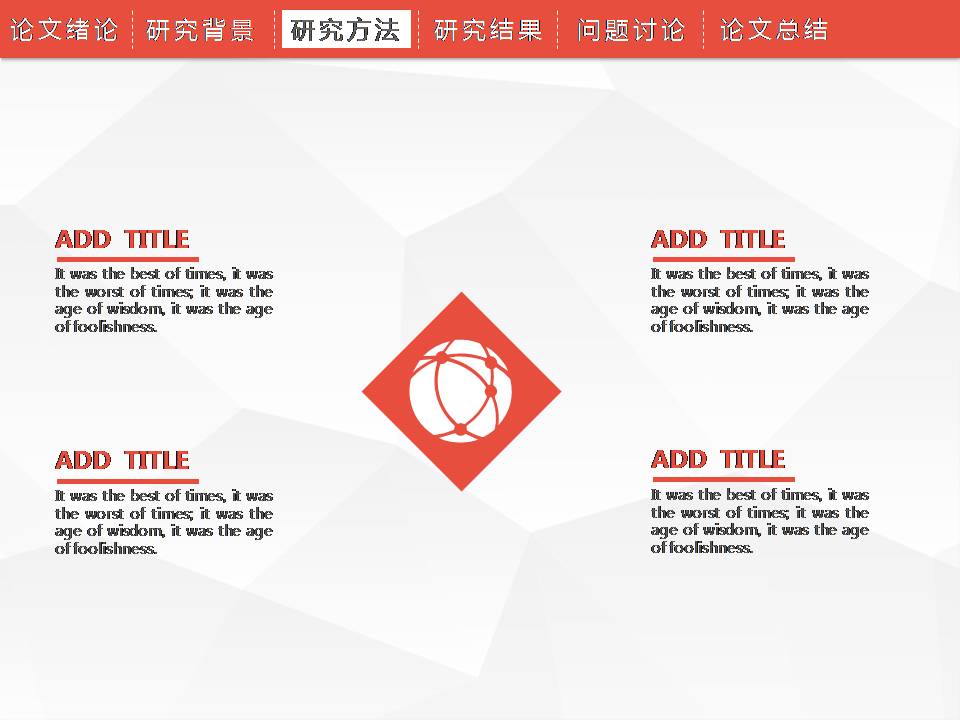 论文绪论 研究背景 研究方法 研究结果 问题讨论 论文总结
ADD TITLE
It was the best of times, it was
the worst of times; it was the
age of wisdom, it was the age
of foolishness.
ADD TITLE
It was the best of times, it was
the worst of times; it was the
age of wisdom, it was the age
of foolishness.
ADD TITLE
It was the best of times, it was
the worst of times; it was the
age of wisdom, it was the age
of foolishness.
ADD TITLE
It was the best of times, it was
the worst of times; it was the
age of wisdom, it was the age
of foolishness.